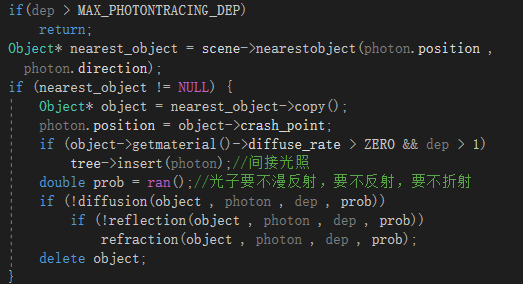 if(dep > MAX_PHOTONTRACING_DEP)
return;
Object* nearest_object = scene->nearestobject(photon.position ,
photon.direction);
if (nearest_object != NULL) {
Object* object = nearest_object->copy();
photon.position = object->crash_point;
if (object->getmaterial()->diffuse_rate > ZERO && dep > 1)
tree->insert(photon);//间接光照
double prob = ran();//光子要不漫反射，要不反射，要不折射
if (!diffusion(object , photon , dep , prob))
if (!reflection(object , photon , dep , prob))
refraction(object , photon , dep , prob);
delete object;
}